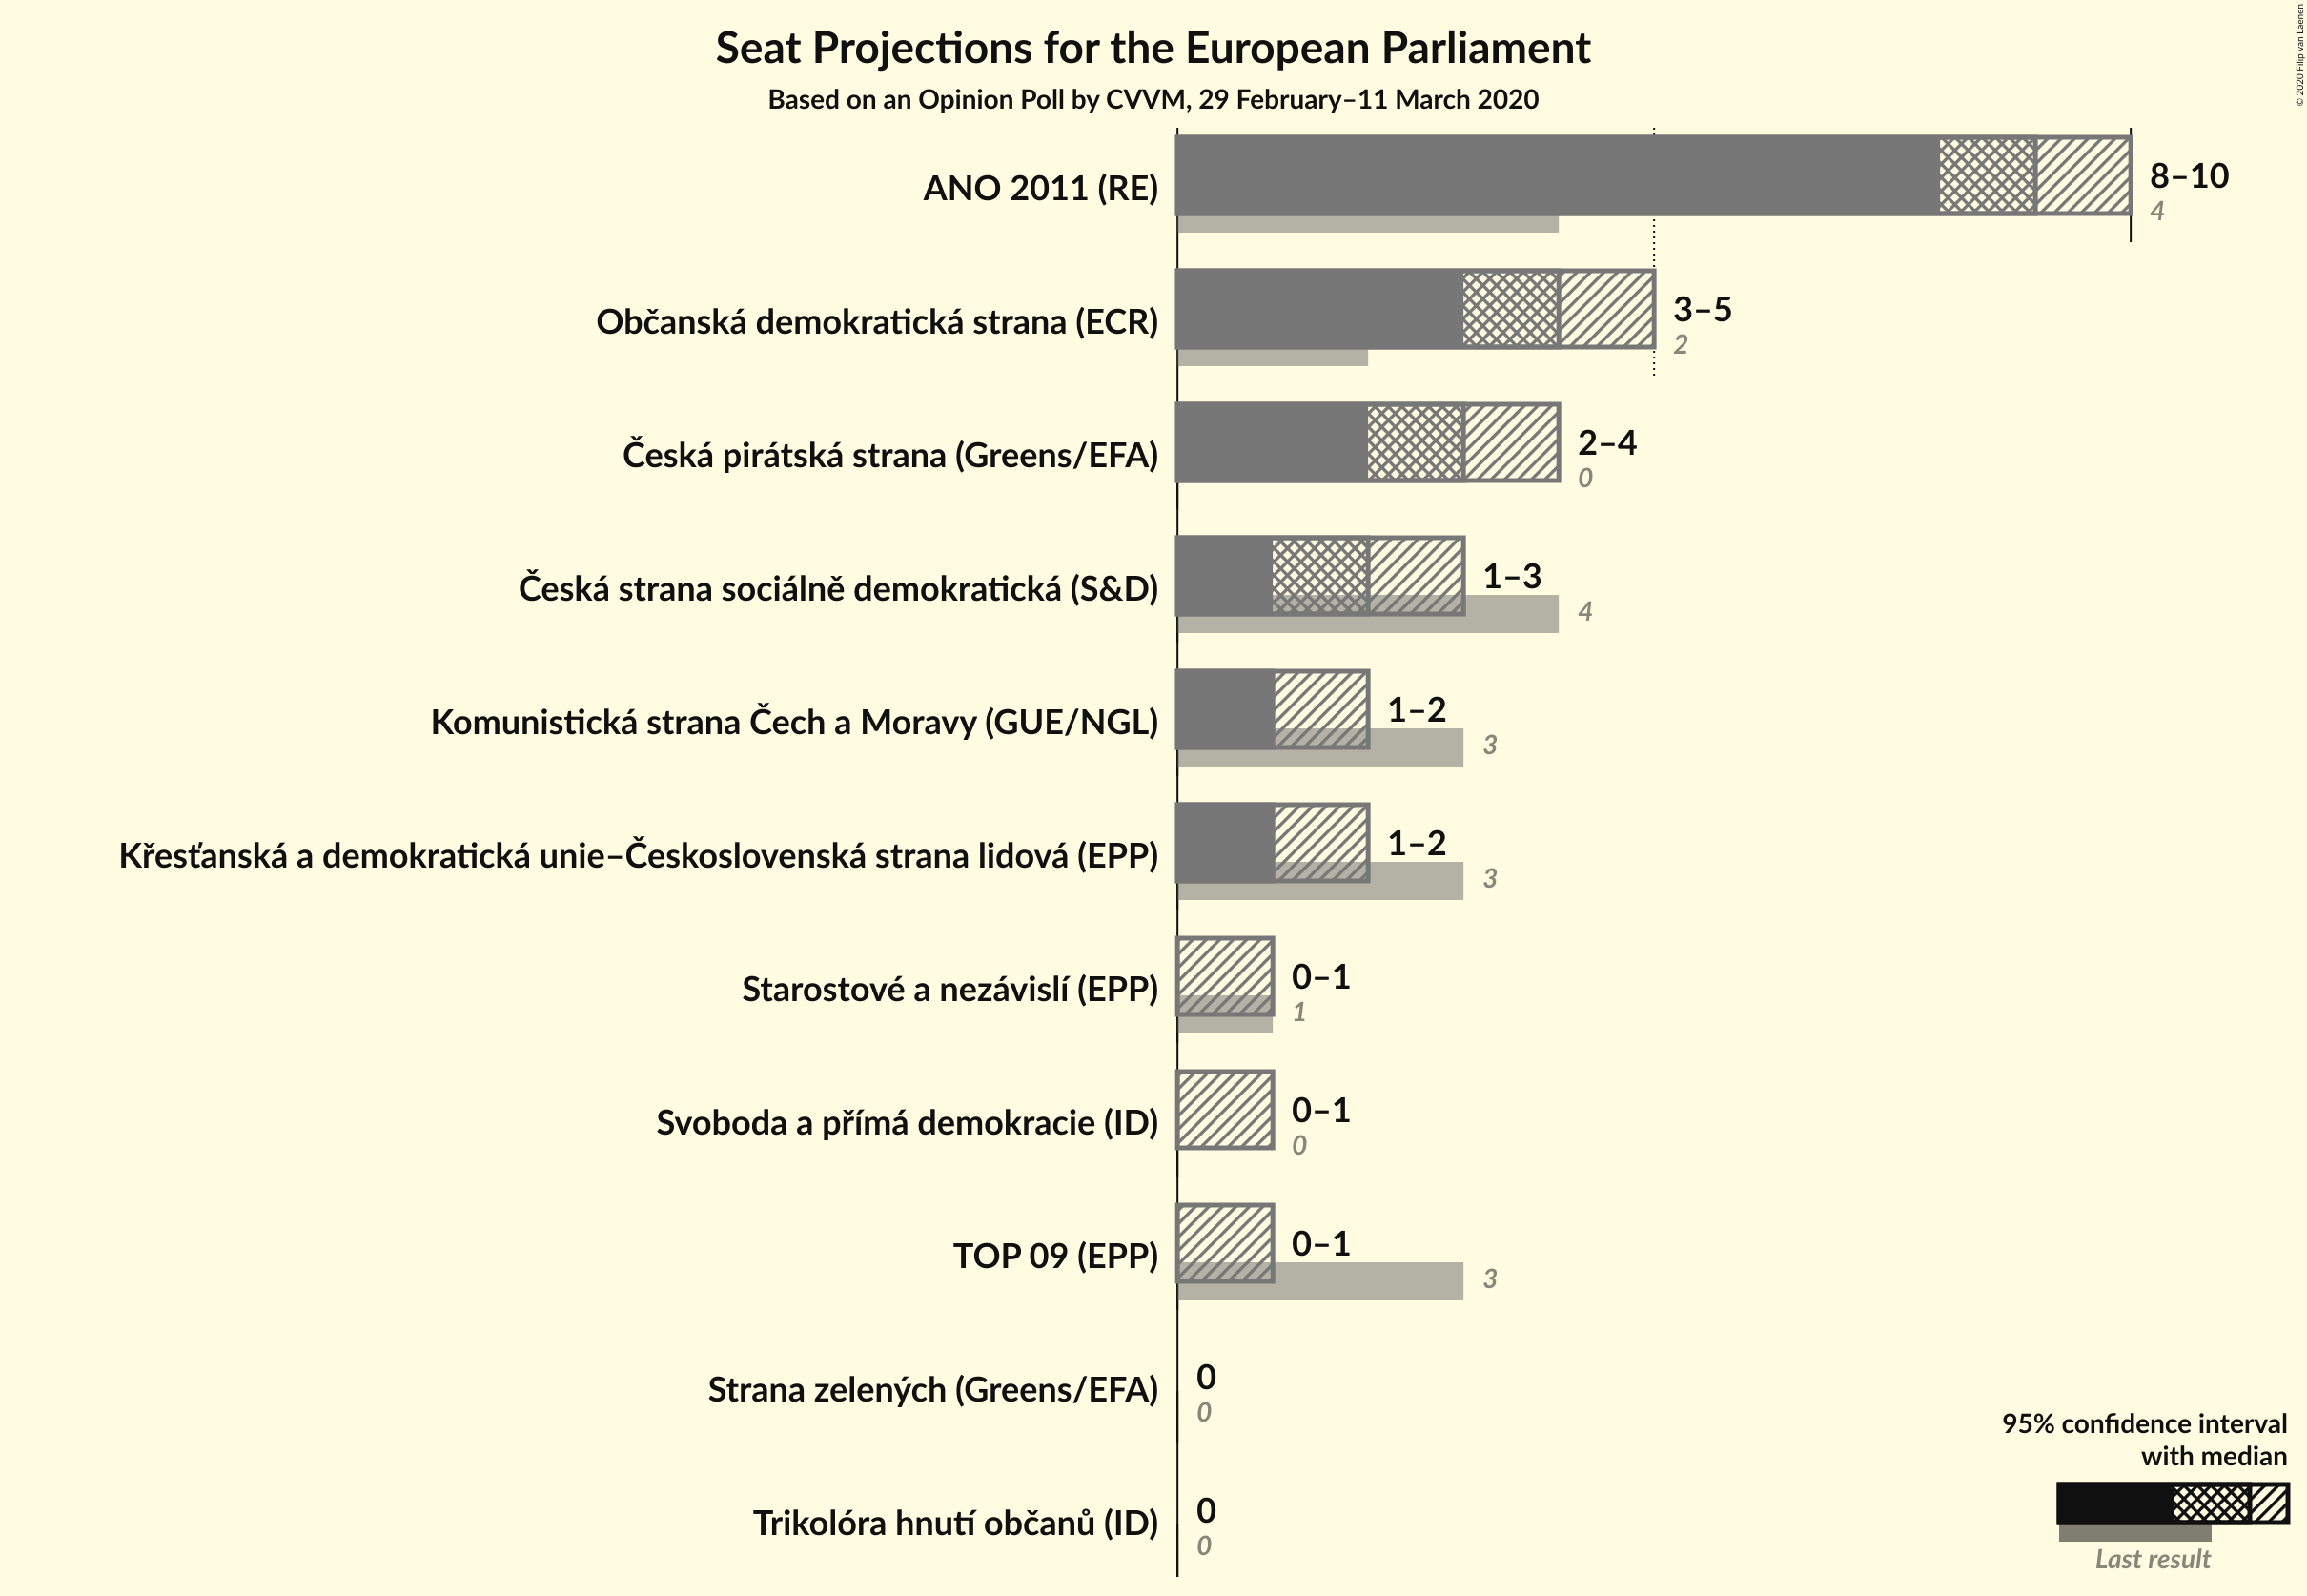 Seat Projections for the European Parliament
Based on an Opinion Poll by CVVM, 29 February–11 March 2020
© 2020 Filip van Laenen
ANO 2011 (RE)
8–10
4
Občanská demokratická strana (ECR)
3–5
2
Česká pirátská strana (Greens/EFA)
2–4
0
Česká strana sociálně demokratická (S&D)
1–3
4
Komunistická strana Čech a Moravy (GUE/NGL)
1–2
3
Křesťanská a demokratická unie–Československá strana lidová (EPP)
1–2
3
Starostové a nezávislí (EPP)
0–1
1
Svoboda a přímá demokracie (ID)
0–1
0
TOP 09 (EPP)
0–1
3
Strana zelených (Greens/EFA)
0
0
Trikolóra hnutí občanů (ID)
0
0
95% confidence interval
with median
Last result